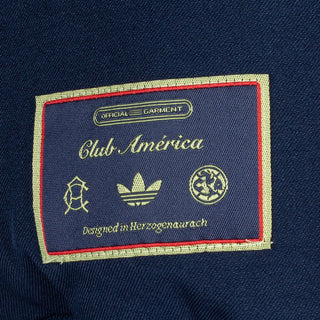 OFFICIAL GARMENT
Club América
Designed in Herzogenaurach